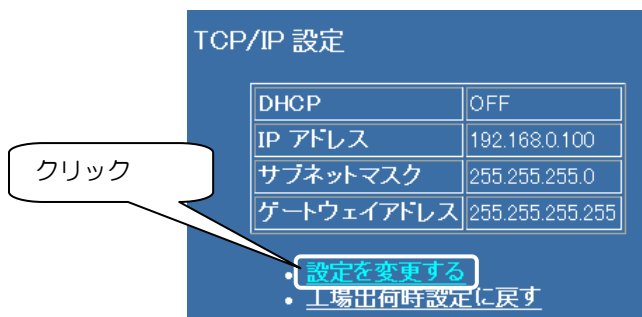 TCP/IP 設定
DHCP OFF
IP アドレス 192.168.0.100
クリック
サブネットマスク 255.255.255.0
ゲートウェイアドレス 255.255.255.255
• 設定を変更する
• 工場出荷時設定に戻す